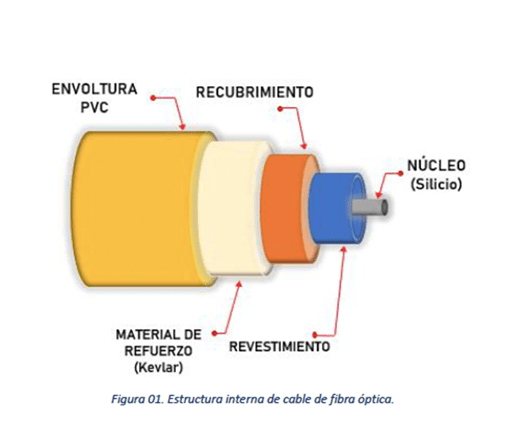 ENVOLTURA
PVC
RECUBRIMIENTO
NÚCLEO
(Silicio)
MATERIAL DE
REFUERZO
(Kevlar)
REVESTIMIENTO
Figura 01. Estructura interna de cable de fibra óptica.